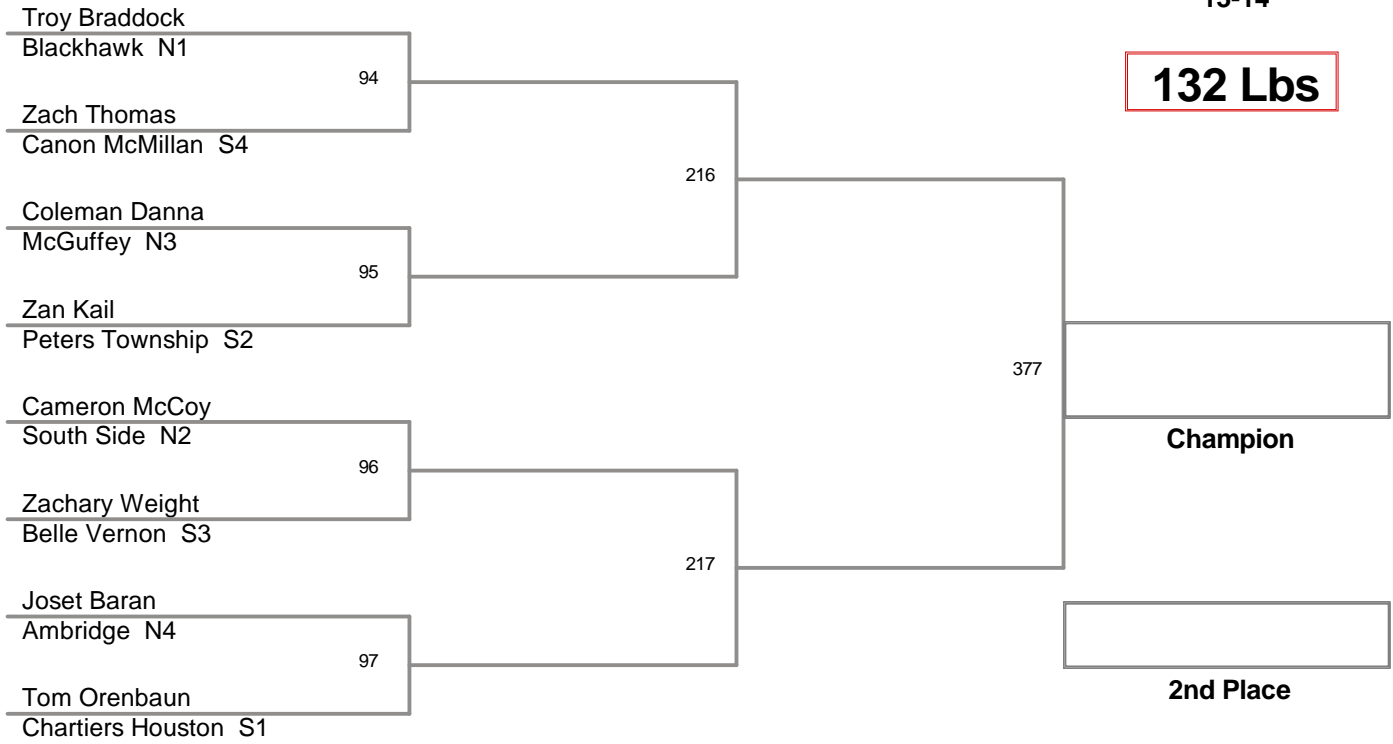 13-14
132 Lbs
Troy Braddock
Blackhawk N1
94
Zach Thomas
Canon McMillan S4
216
Coleman Danna
McGuffey N3
95
Zan Kail
Peters Township S2
377
Cameron McCoy
South Side N2
96
Zachary Weight
Belle Vernon S3
217
Joset Baran
Ambridge N4
97
Tom Orenbaun
Chartiers Houston S1
Champion
2nd Place